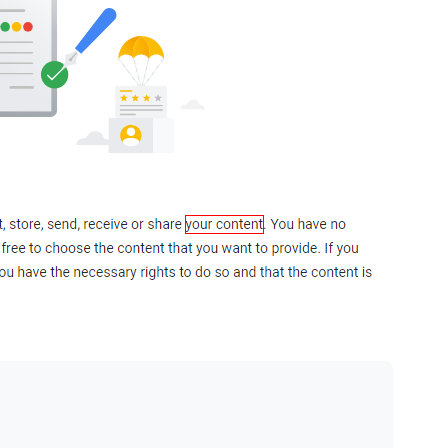 t, store, send, receive or share your content. You have no
free to choose the content that you want to provide. If you
ou have the necessary rights to do so and that the content is